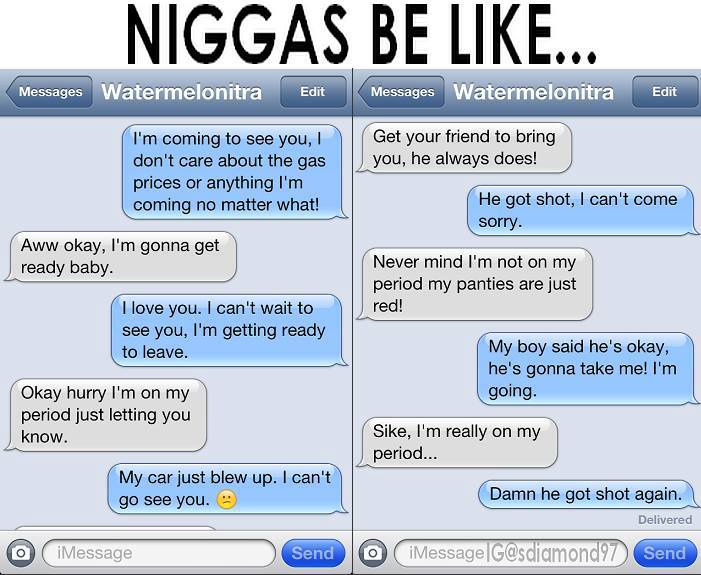 NIGGAS BE LIKE...
Messages Watermelonitra Edit
I'm coming to see you, I
don't care about the gas
prices or anything I'm
coming no matter what!
Aww okay, I'm gonna get
ready baby.
I love you. I can't wait to
see you, I'm getting ready
to leave.
Okay hurry I'm on my
period just letting you
know.
My car just blew up. I can't
go see you. 😕
iMessage Send
Messages Watermelonitra Edit
Get your friend to bring
you, he always does!
He got shot, I can't come
sorry.
Never mind I'm not on my
period my panties are just
red!
My boy said he's okay,
he's gonna take me! I'm
going.
Sike, I'm really on my
period...
Damn he got shot again.
Delivered
iMessage IG@sdiamond97 Send